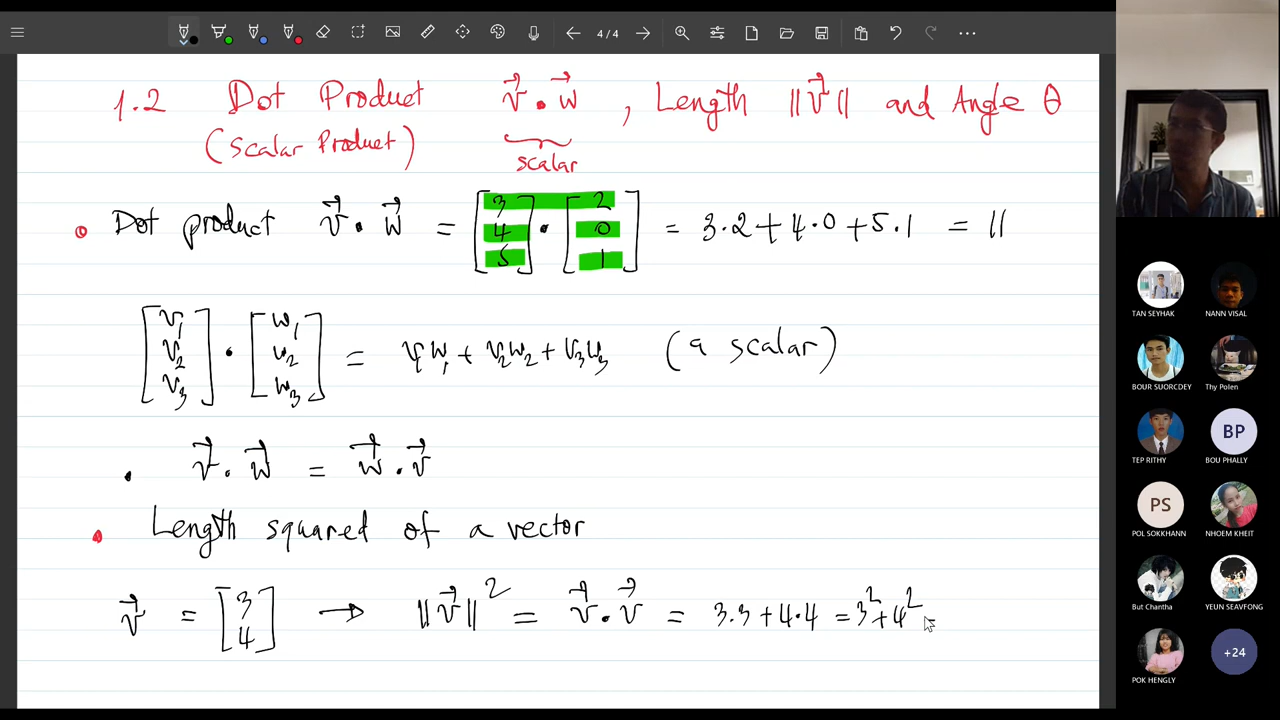 4/4
1.2 Dot Product v⃗ · w⃗ , Length ‖v⃗‖ and Angle θ
(Scalar Product) scalar
Dot product v⃗ · w⃗ = [3 4 5] · [2 0 1] = 3·2 + 4·0 + 5·1 = 11
[v₁ v₂ v₃] · [w₁ w₂ w₃] = v₁w₁ + v₂w₂ + v₃w₃ (a scalar)
v⃗ · w⃗ = w⃗ · v⃗
Length squared of a vector
v⃗ = [3 4] → ‖v⃗‖² = v⃗ · v⃗ = 3·3 + 4·4 = 3² + 4² =
TAN SEYHAK
NANN VISAL
BOUR SUORCDEY
Thy Polen
TEP RITHY
BP
BOU PHALLY
PS
POL SOKKHANN
NHOEM KHEIT
But Chantha
YEUN SEAVFONG
POK HENGLY
+24